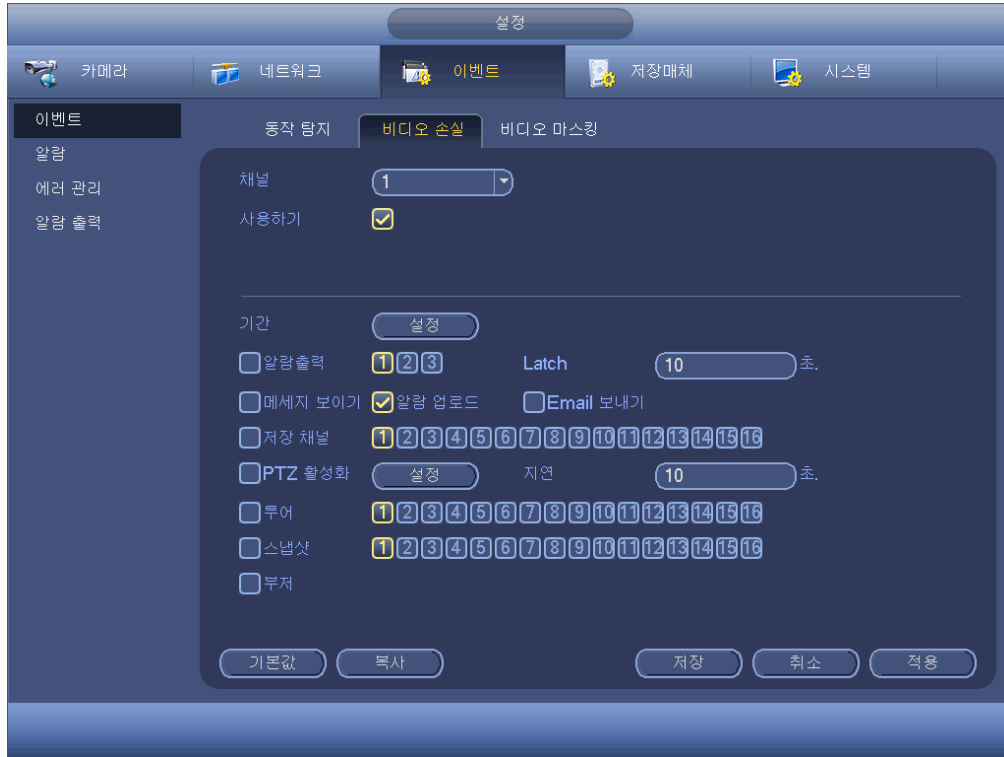 설정
카메라 네트워크 이벤트 저장매체 시스템
이벤트
알람
에러 관리
알람 출력
동작 탐지 비디오 손실 비디오 마스킹
채널 1
사용하기
기간 설정
알람출력 1 2 3 Latch 10 초.
메세지 보이기 알람 업로드 Email 보내기
저장 채널 1 2 3 4 5 6 7 8 9 10 11 12 13 14 15 16
PTZ 활성화 설정 지연 10 초.
투어 1 2 3 4 5 6 7 8 9 10 11 12 13 14 15 16
스냅샷 1 2 3 4 5 6 7 8 9 10 11 12 13 14 15 16
부저
기본값 복사 저장 취소 적용